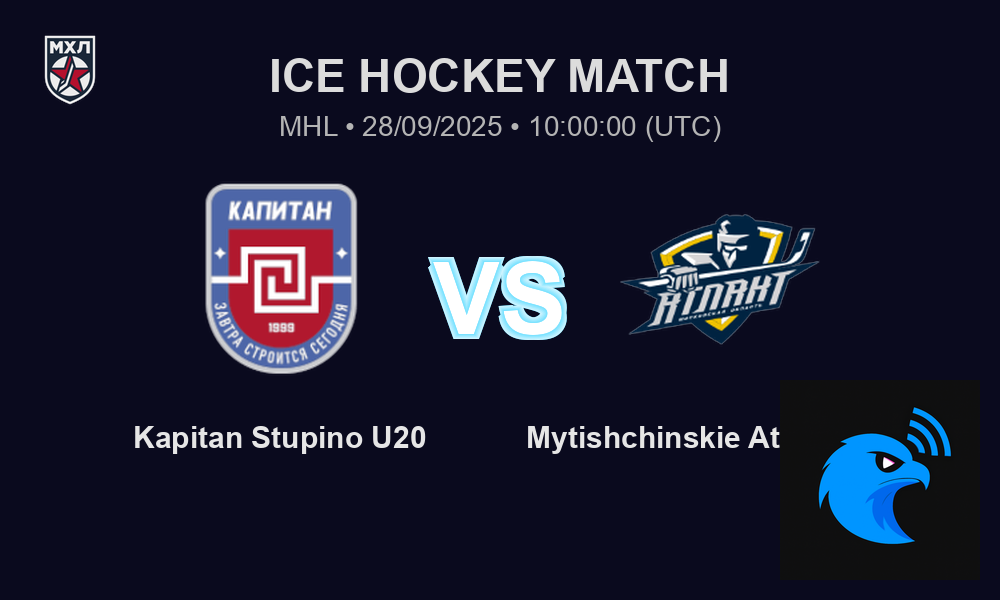 МХЛ
ICE HOCKEY MATCH
MHL • 28/09/2025 • 10:00:00 (UTC)
КАПИТАН
1999
ЗАВТРА СТРОИТСЯ СЕГОДНЯ
VS
АТЛАНТ
МОСКОВСКАЯ ОБЛАСТЬ
Kapitan Stupino U20
Mytishchinskie At